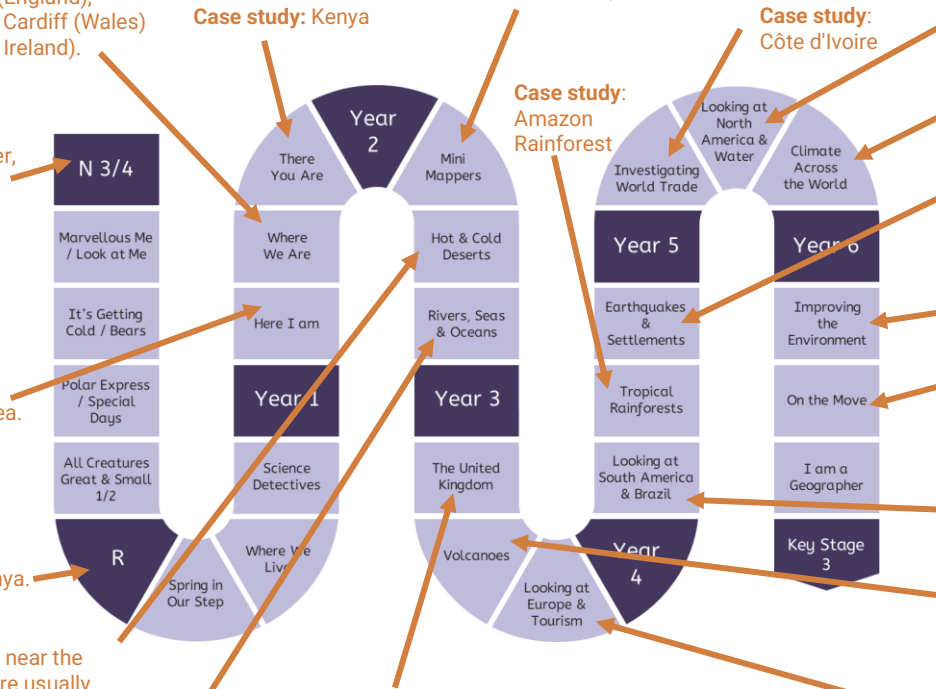 (England),
Cardiff (Wales)
Ireland).
Case study: Kenya
Case study:
Côte d'Ivoire
Case study:
Amazon
Rainforest
er,
ea.
nya.
near the
re usually
N 3/4
Marvellous Me
/ Look at Me
It's Getting
Cold / Bears
Polar Express
/ Special
Days
All Creatures
Great & Small
1/2
R
Spring in
Our Step
Where We
Live
Science
Detectives
Year 1
Here I am
Where
We Are
There
You Are
Year
2
Mini
Mappers
Hot & Cold
Deserts
Rivers, Seas
& Oceans
Year 3
The United
Kingdom
Volcanoes
Looking at
Europe &
Tourism
Year
4
Looking at
South America
& Brazil
Tropical
Rainforests
Earthquakes
&
Settlements
Year 5
Investigating
World Trade
Looking at
North
America &
Water
Climate
Across
the World
Year 6
Improving
the
Environment
On the Move
I am a
Geographer
Key Stage
3